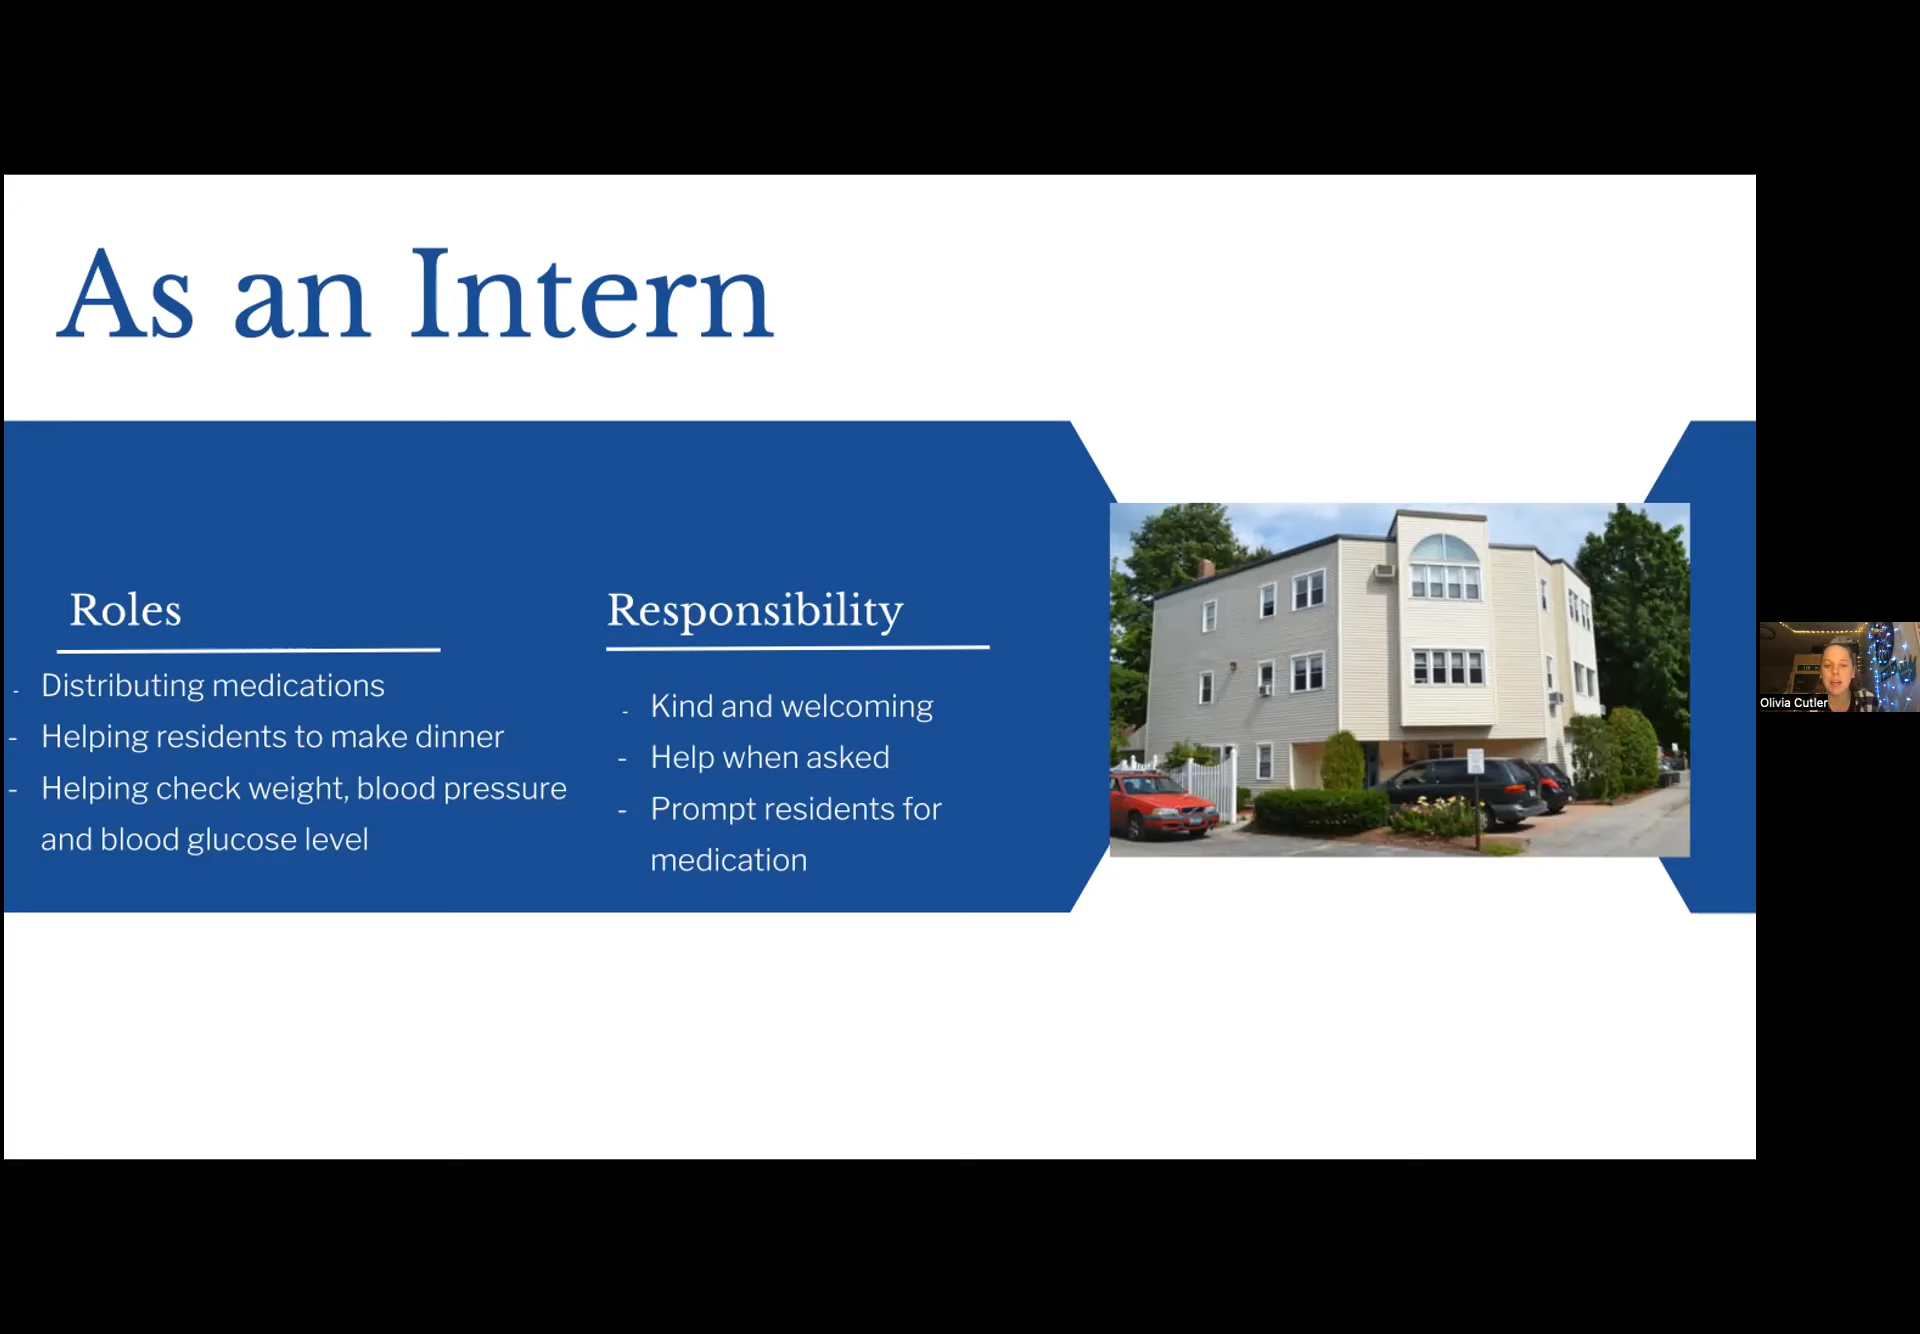 As an Intern
Roles
- Distributing medications
- Helping residents to make dinner
- Helping check weight, blood pressure
and blood glucose level
Responsibility
- Kind and welcoming
- Help when asked
- Prompt residents for
medication
Olivia Cutler